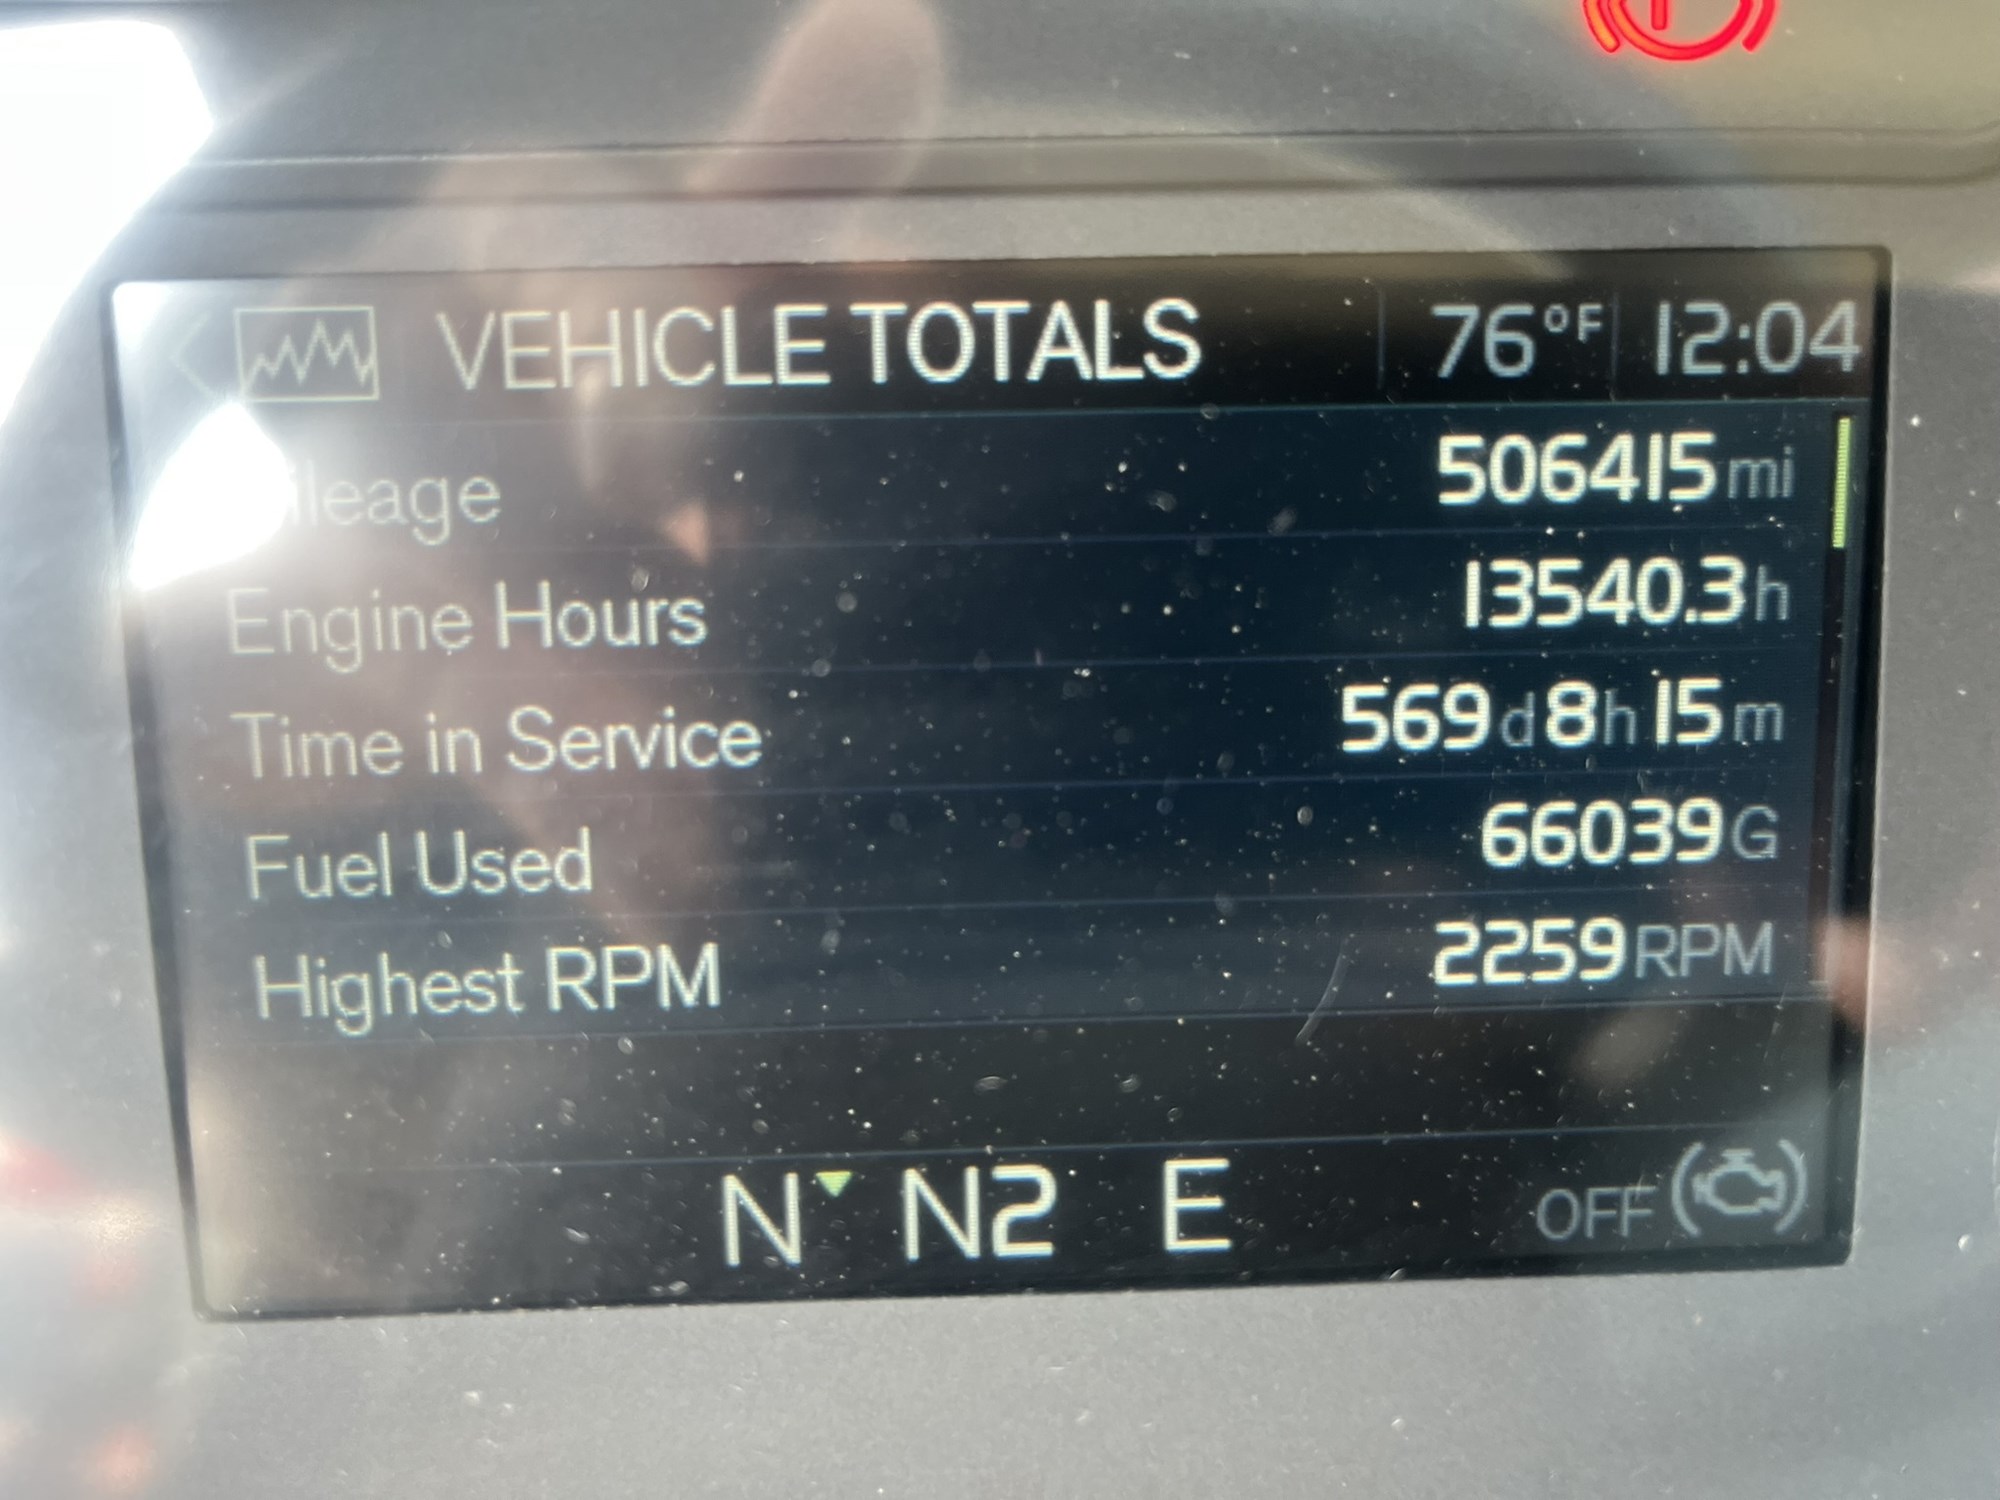 VEHICLE TOTALS 76°F 12:04
ileage 506415 mi
Engine Hours 13540.3 h
Time in Service 569 d 8 h 15 m
Fuel Used 66039 G
Highest RPM 2259 RPM
N N2 E OFF